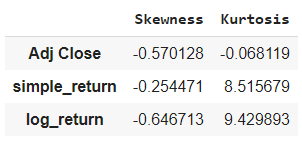 Skewness Kurtosis
Adj Close -0.570128 -0.068119
simple_return -0.254471 8.515679
log_return -0.646713 9.429893